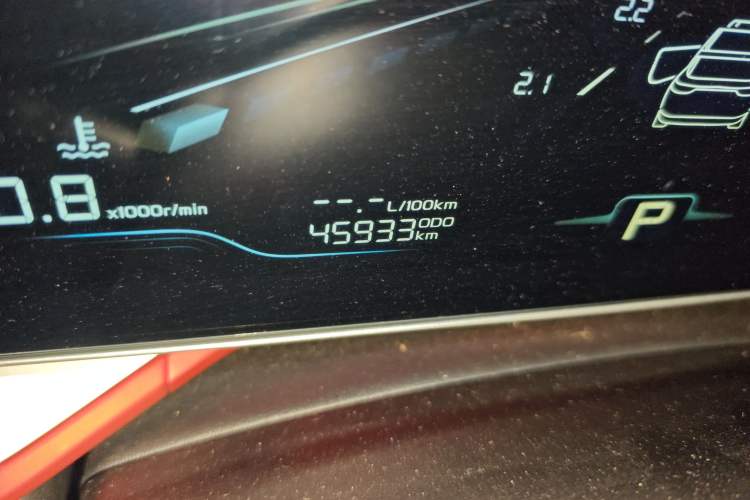 2.2
2.1
0.8 x1000r/min
--.- L/100km
45933 ODO km
P